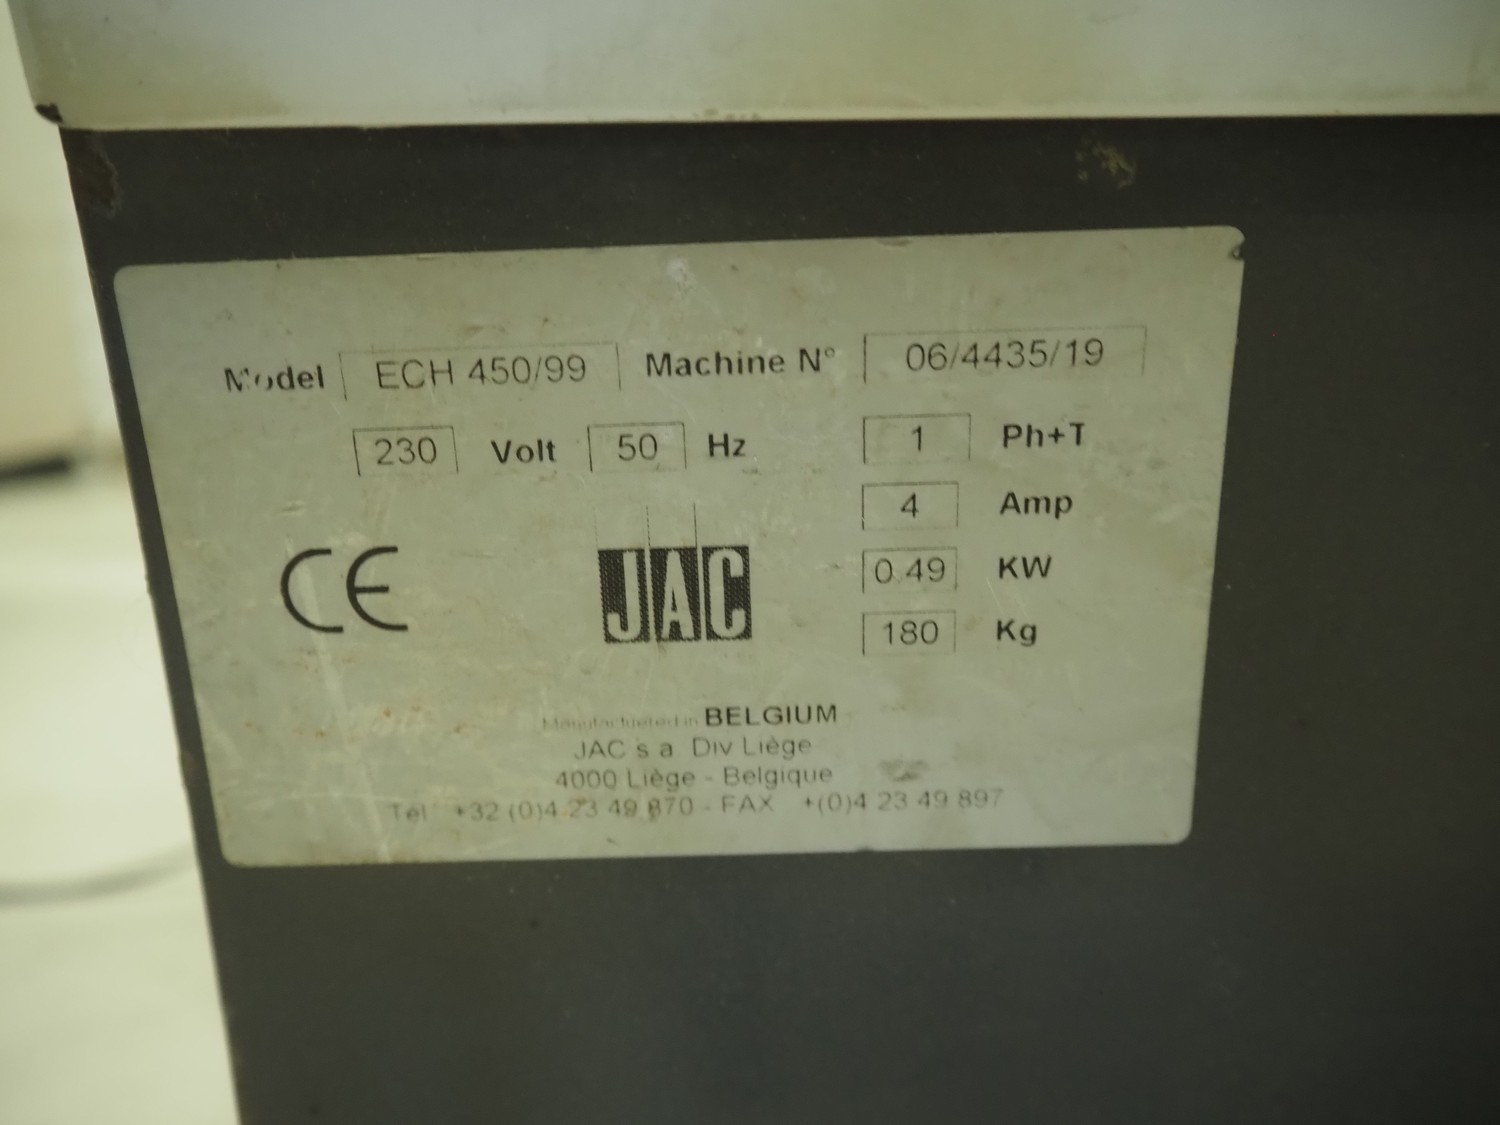 Model ECH 450/99 Machine N° 06/4435/19
230 Volt 50 Hz 1 Ph+T
4 Amp
CE JAC 0.49 KW
180 Kg
Manufactured in BELGIUM
JAC s a Div Liège
4000 Liège - Belgique
Tel +32 (0)4 23 49 870 - FAX +(0)4 23 49 897